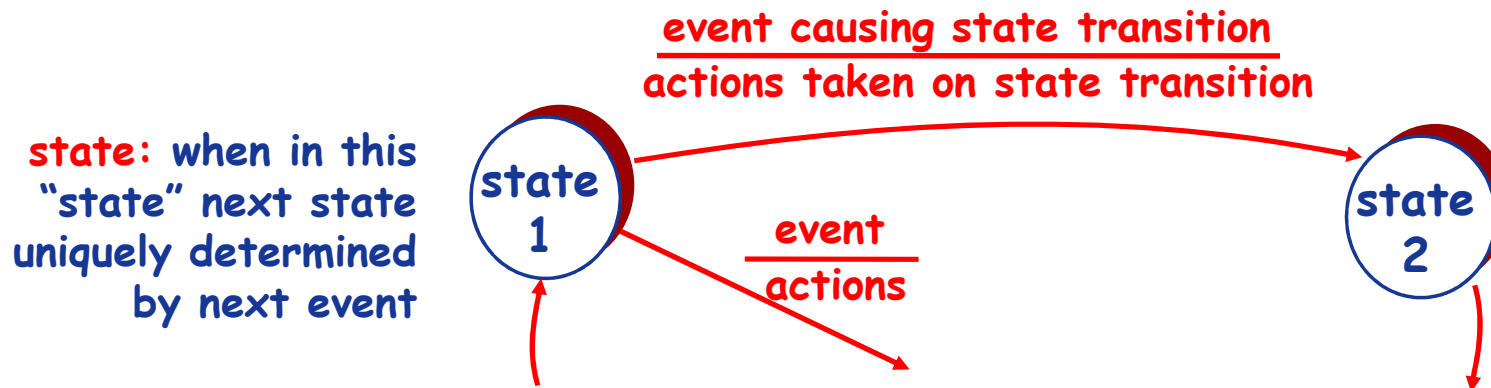 event causing state transition
actions taken on state transition
state: when in this
“state” next state
uniquely determined
by next event
state
1
event
actions
state
2